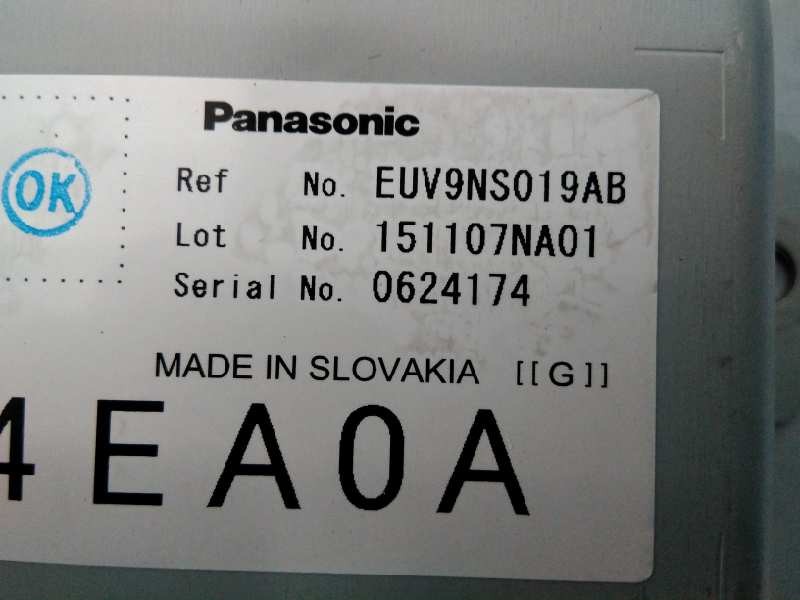 Panasonic
OK
Ref No. EUV9NS019AB
Lot No. 151107NA01
Serial No. 0624174
MADE IN SLOVAKIA [[G]]
4EA0A